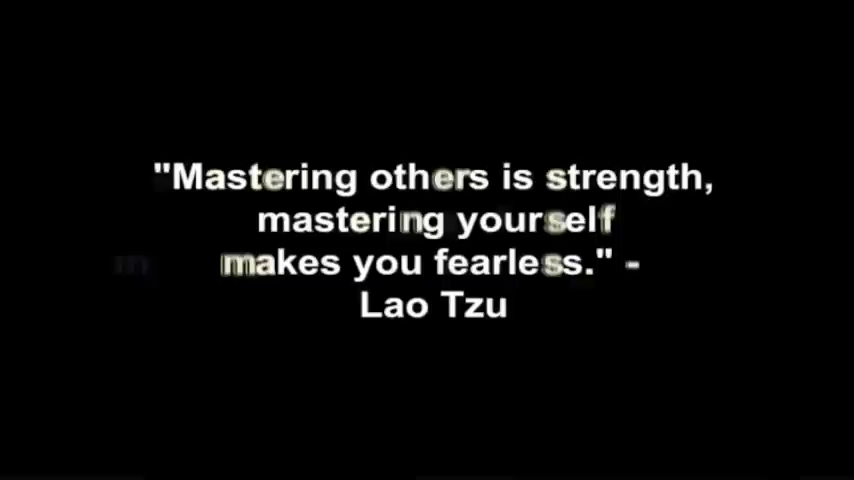 "Mastering others is strength,
mastering yourself
makes you fearless." -
Lao Tzu